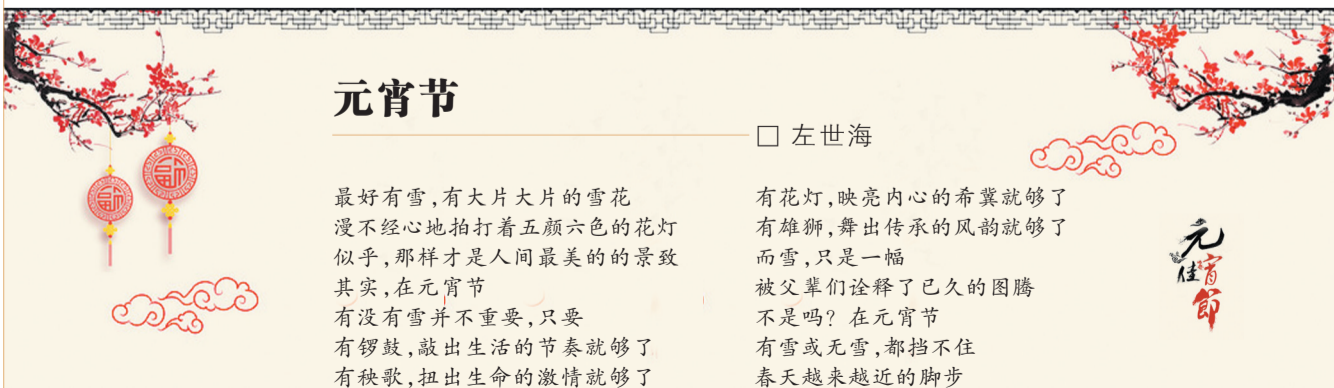 元宵节
□ 左世海
最好有雪,有大片大片的雪花
漫不经心地拍打着五颜六色的花灯
似乎,那样才是人间最美的的景致
其实,在元宵节
有没有雪并不重要,只要
有锣鼓,敲出生活的节奏就够了
有秧歌,扭出生命的激情就够了
有花灯,映亮内心的希冀就够了
有雄狮,舞出传承的风韵就够了
而雪,只是一幅
被父辈们诠释了已久的图腾
不是吗？在元宵节
有雪或无雪,都挡不住
春天越来越近的脚步
福
福
元宵節
佳